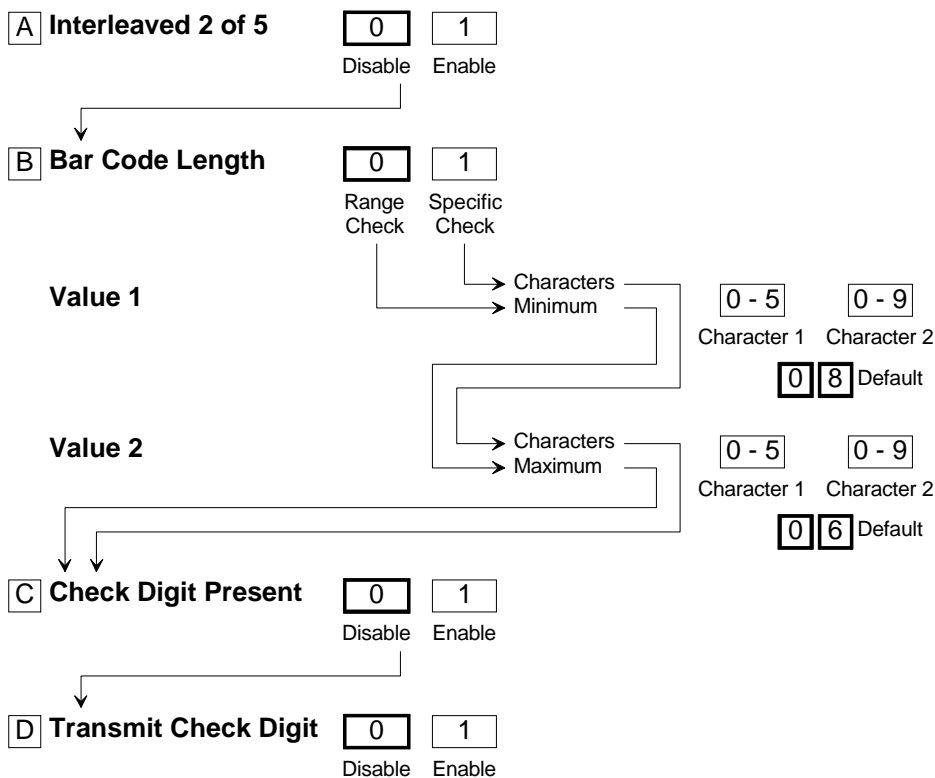 A Interleaved 2 of 5 0 1
Disable Enable
B Bar Code Length 0 1
Range Specific
Check Check
Characters
Value 1 Minimum 0 - 5 0 - 9
Character 1 Character 2
0 8 Default
Characters
Value 2 Maximum 0 - 5 0 - 9
Character 1 Character 2
0 6 Default
C Check Digit Present 0 1
Disable Enable
D Transmit Check Digit 0 1
Disable Enable